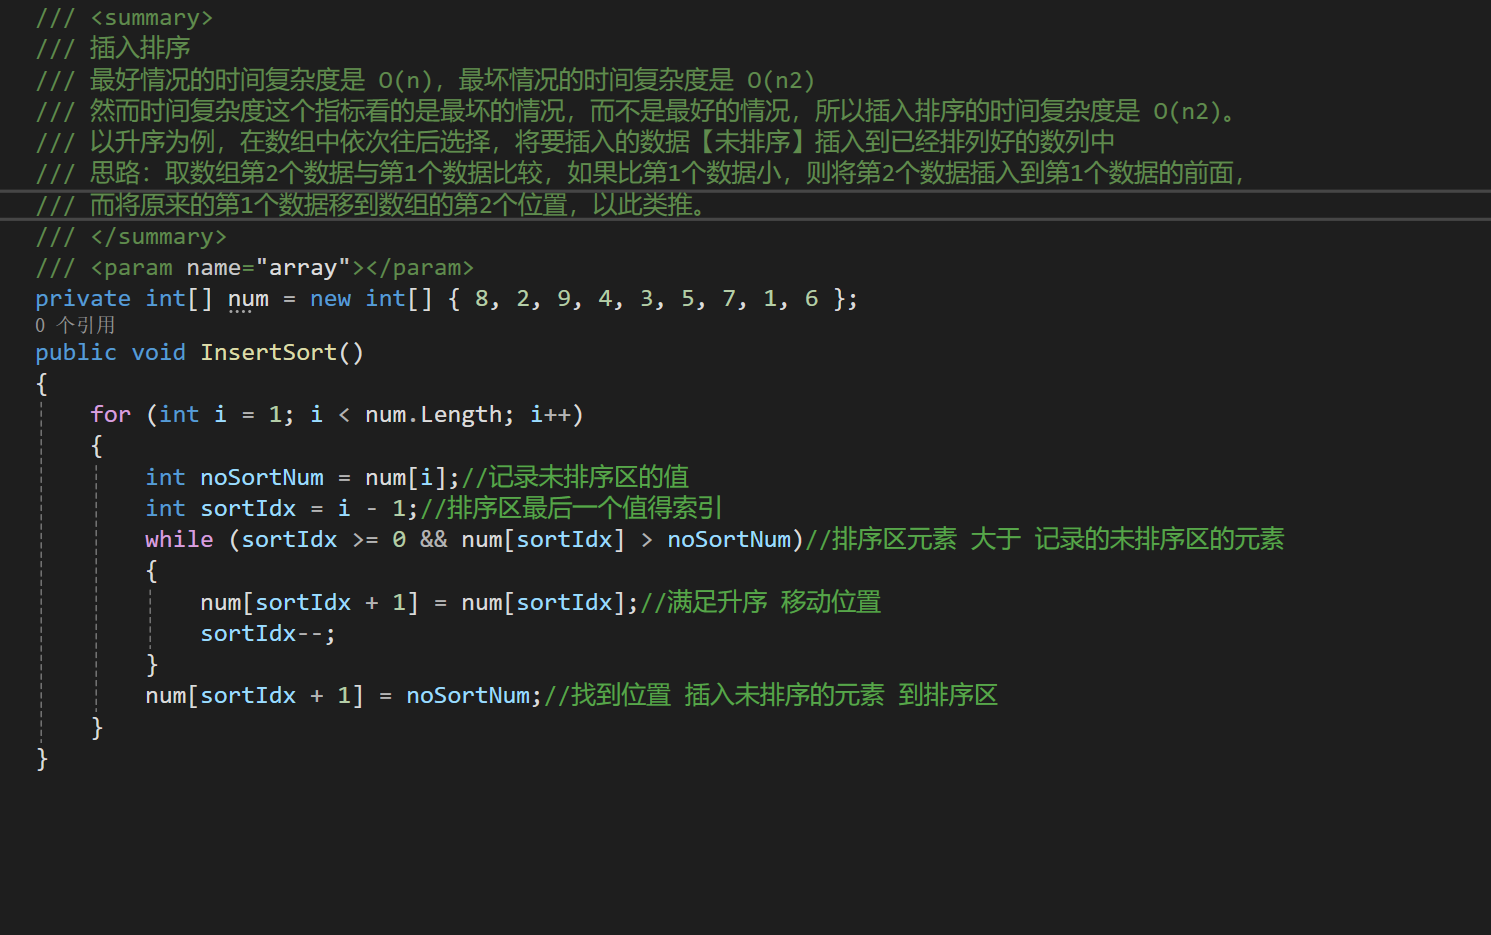 /// <summary>
/// 插入排序
/// 最好情况的时间复杂度是 O(n)，最坏情况的时间复杂度是 O(n2)
/// 然而时间复杂度这个指标看的是最坏的情况，而不是最好的情况，所以插入排序的时间复杂度是 O(n2)。
/// 以升序为例，在数组中依次往后选择，将要插入的数据【未排序】插入到已经排列好的数列中
/// 思路：取数组第2个数据与第1个数据比较，如果比第1个数据小，则将第2个数据插入到第1个数据的前面，
/// 而将原来的第1个数据移到数组的第2个位置，以此类推。
/// </summary>
/// <param name="array"></param>
private int[] num = new int[] { 8, 2, 9, 4, 3, 5, 7, 1, 6 };
0 个引用
public void InsertSort()
{
for (int i = 1; i < num.Length; i++)
{
int noSortNum = num[i];//记录未排序区的值
int sortIdx = i - 1;//排序区最后一个值得索引
while (sortIdx >= 0 && num[sortIdx] > noSortNum)//排序区元素 大于 记录的未排序区的元素
{
num[sortIdx + 1] = num[sortIdx];//满足升序 移动位置
sortIdx--;
}
num[sortIdx + 1] = noSortNum;//找到位置 插入未排序的元素 到排序区
}
}